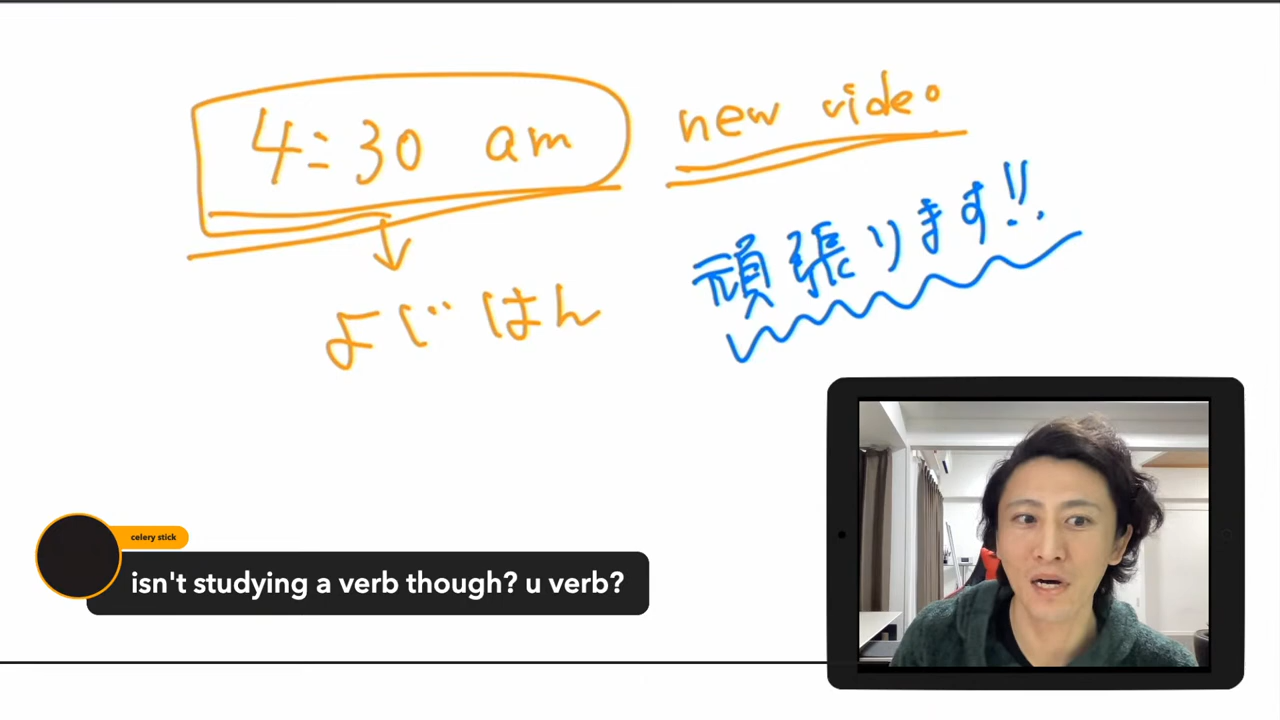 4:30 am
new video
頑張ります!!
よじはん
celery stick
isn't studying a verb though? u verb?